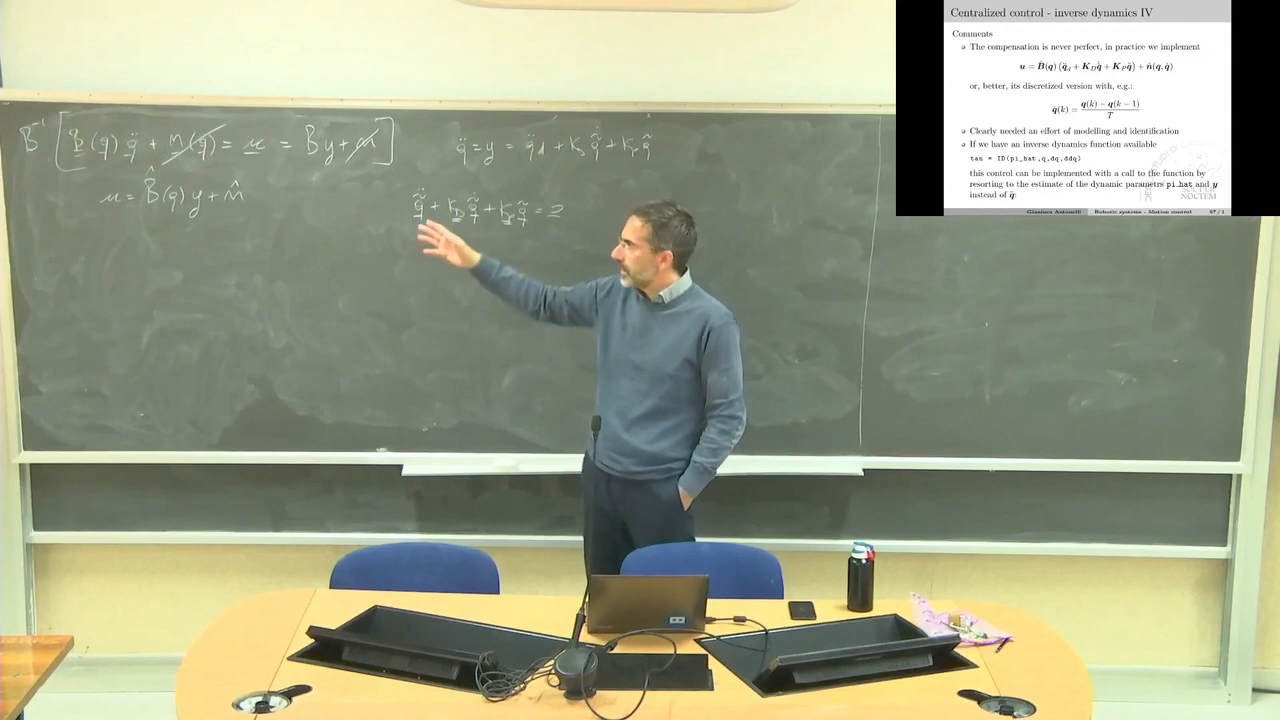 B⁻¹ [ B(q) q̈ + n(q̇) = u = By + n ]
u = B̂(q) y + n̂
q̈ = y = q̈d + KD q̃̇ + KP q̃
q̃̈ + KD q̃̇ + KP q̃ = 2
Centralized control - inverse dynamics IV
Comments
The compensation is never perfect, in practice we implement
u = B̂(q) (q̈d + KD q̃̇ + KP q̃) + n̂(q, q̇)
or, better, its discretized version with, e.g.:
q̇(k) = q(k) − q(k − 1) / T
Clearly needed an effort of modelling and identification
If we have an inverse dynamics function available
tau = ID(pi_hat,q,dq,ddq)
this control can be implemented with a call to the function by
resorting to the estimate of the dynamic parametrs pi_hat and y
instead of q̈:
Gianluca Antonelli Robotic systems - Motion control 87 / 1